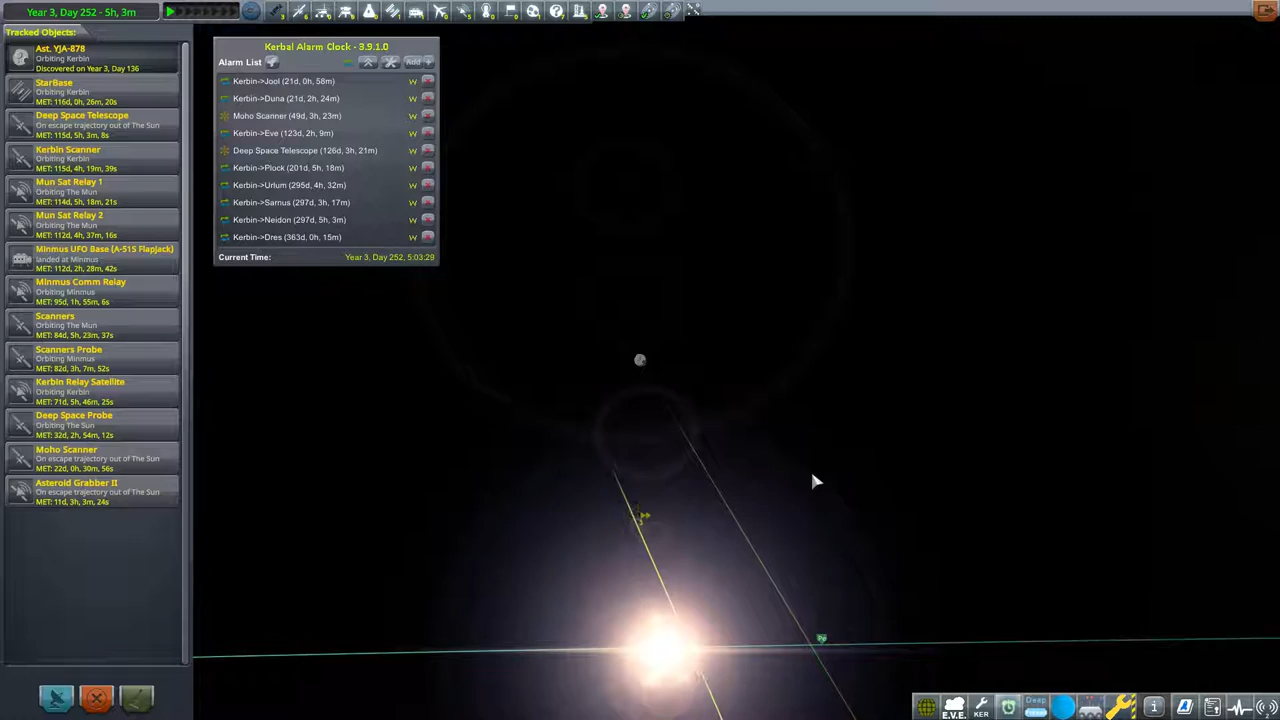 Year 3, Day 252 - 5h, 3m
Tracked Objects:
Ast. YJA-878
Orbiting Kerbin
Discovered on Year 3, Day 136
StarBase
Orbiting Kerbin
MET: 116d, 0h, 26m, 20s
Deep Space Telescope
On escape trajectory out of The Sun
MET: 115d, 5h, 3m, 8s
Kerbin Scanner
Orbiting Kerbin
MET: 115d, 4h, 19m, 39s
Mun Sat Relay 1
Orbiting The Mun
MET: 114d, 5h, 18m, 21s
Mun Sat Relay 2
Orbiting The Mun
MET: 112d, 4h, 37m, 16s
Minmus UFO Base (A-51S Flapjack)
landed at Minmus
MET: 112d, 2h, 28m, 42s
Minmus Comm Relay
Orbiting Minmus
MET: 95d, 1h, 55m, 6s
Scanners
Orbiting The Mun
MET: 84d, 5h, 23m, 37s
Scanners Probe
Orbiting Minmus
MET: 82d, 3h, 7m, 52s
Kerbin Relay Satellite
Orbiting Kerbin
MET: 71d, 5h, 46m, 25s
Deep Space Probe
Orbiting The Sun
MET: 32d, 2h, 54m, 12s
Moho Scanner
On escape trajectory out of The Sun
MET: 22d, 0h, 30m, 56s
Asteroid Grabber II
On escape trajectory out of The Sun
MET: 11d, 3h, 3m, 24s
Kerbal Alarm Clock - 3.9.1.0
Alarm List Add +
Kerbin->Jool (21d, 0h, 58m) W
Kerbin->Duna (21d, 2h, 24m) W
Moho Scanner (49d, 3h, 23m) W
Kerbin->Eve (123d, 2h, 9m) W
Deep Space Telescope (126d, 3h, 21m) W
Kerbin->Plock (201d, 5h, 18m) W
Kerbin->Urlum (295d, 4h, 32m) W
Kerbin->Sarnus (297d, 3h, 17m) W
Kerbin->Neidon (297d, 5h, 3m) W
Kerbin->Dres (363d, 0h, 15m) W
Current Time: Year 3, Day 252, 5:03:29
3
Pe
E.V.E. KER Deep